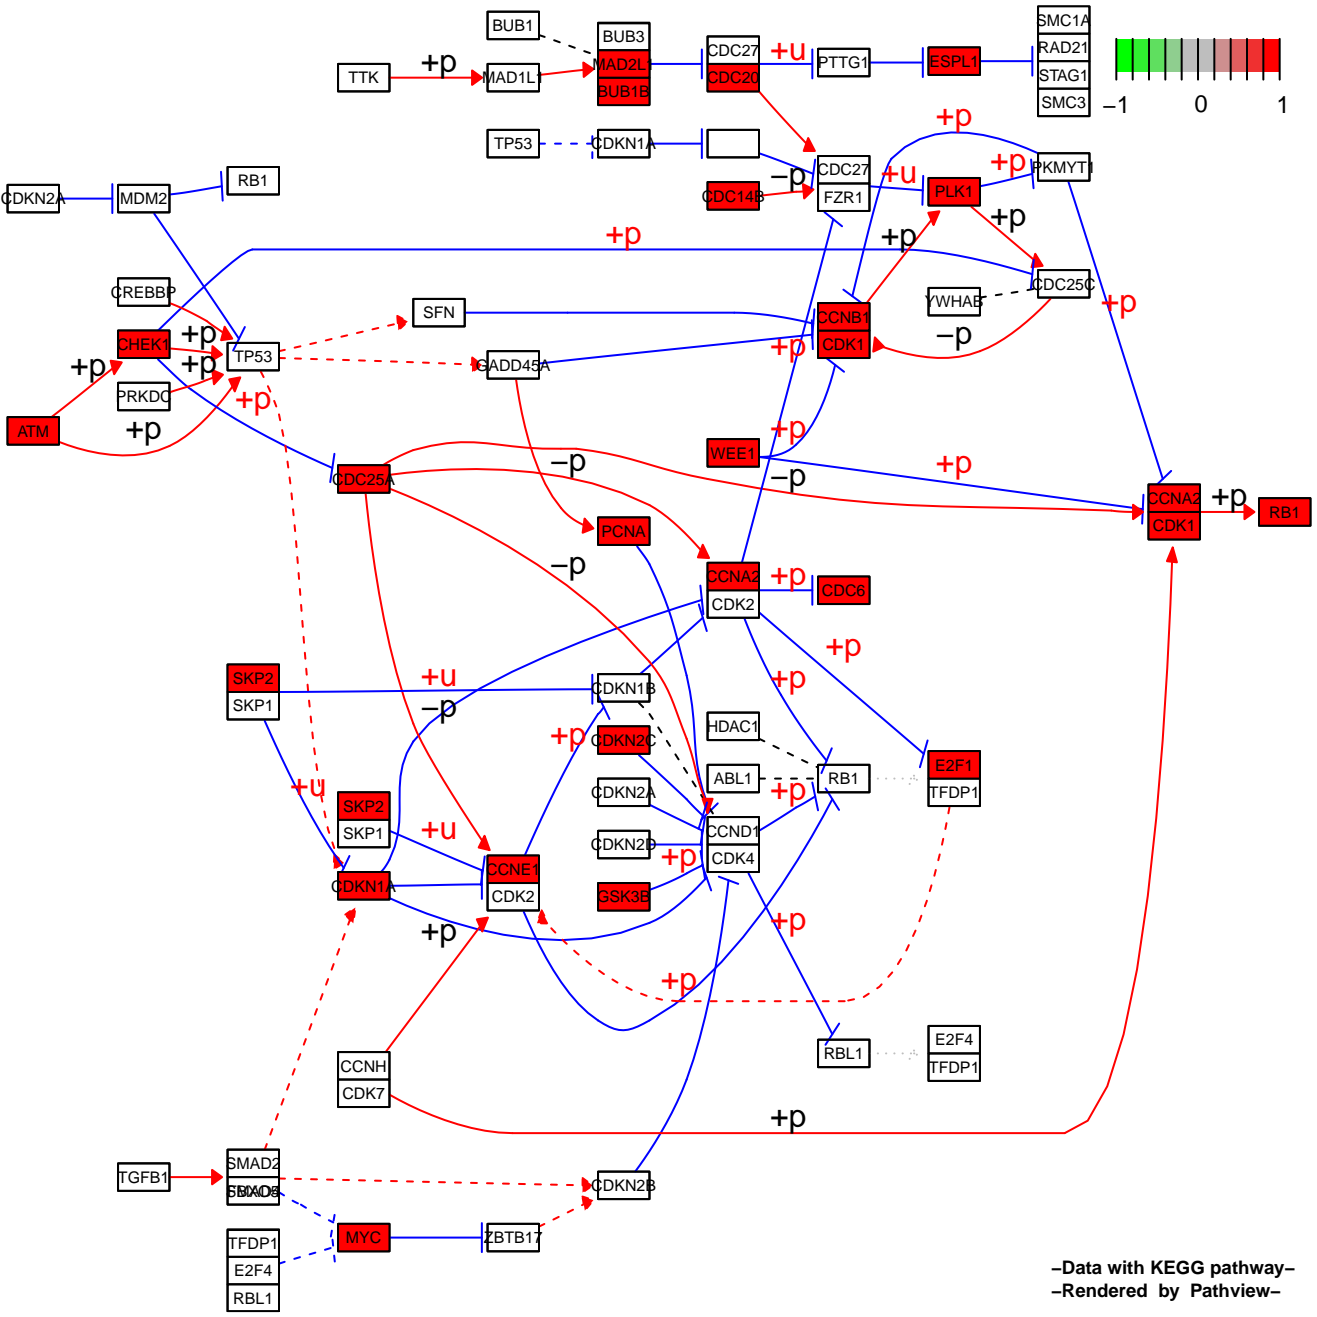 SMC1A
BUB1
BUB3
CDC27
+u
RAD21
+p
MAD2L1
PTTG1
ESPL1
TTK
MAD1L1
CDC20
STAG1
BUB1B
SMC3
−1
0
1
+p
TP53
CDKN1A
CDC27
+p
PKMYT1
−p
+u
RB1
CDKN2A
MDM2
CDC14B
FZR1
PLK1
+p
+p
+p
CREBBP
CDC25C
YWHAB
SFN
CCNB1
+p
+p
CHEK1
CDK1
−p
+p
TP53
+p
+p
GADD45A
PRKDC
+p
ATM
+p
+p
WEE1
−p
+p
CDC25A
−p
CCNA2
+p
RB1
PCNA
CDK1
−p
CCNA2
+p
CDC6
CDK2
+p
SKP2
+u
CDKN1B
+p
SKP1
−p
HDAC1
+p
CDKN2C
E2F1
ABL1
RB1
+u
CDKN2A
+p
TFDP1
SKP2
SKP1
+u
CCND1
CDKN2D
+p
CDK4
CCNE1
CDKN1A
CDK2
GSK3B
+p
+p
+p
E2F4
RBL1
CCNH
TFDP1
CDK7
+p
SMAD2
TGFB1
CDKN2B
MYC
ZBTB17
TFDP1
E2F4
RBL1
−Data with KEGG pathway−
−Rendered by Pathview−